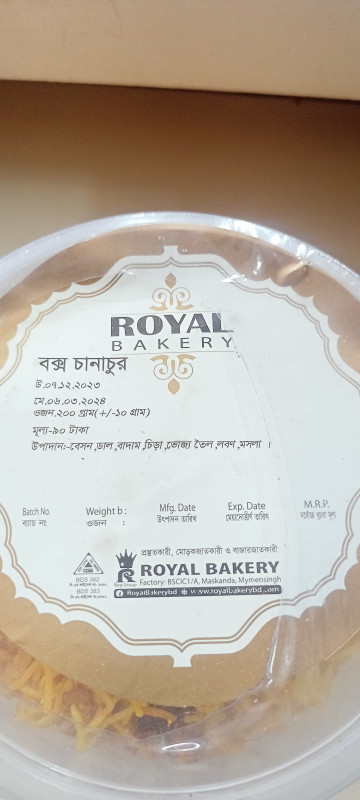 ROYAL
BAKERY
বক্স চানাচুর
উ.০৭.১২.২০২৩
মে.০৬.০৩.২০২৪
ওজন.২০০ গ্রাম(+/-১০ গ্রাম)
মূল্য-৯০ টাকা
উপাদান:-বেসন,ডাল,বাদাম,চিড়া,ভোজ্য তৈল,লবণ,মসলা ।
Batch No. Weight b : Mfg. Date Exp. Date M.R.P.
ব্যাচ নং ওজন : উৎপাদন তারিখ মেয়াদোত্তীর্ণ তারিখ সর্বোচ্চ খুচরা মূল্য
প্রস্তুতকারী, মোড়কজাতকারী ও বাজারজাতকারী
ROYAL BAKERY
Factory: BSCIC1/A, Maskanda, Mymensingh
RoyalBakerybd www.royalbakerybd.com
BDS 382
BDS 383